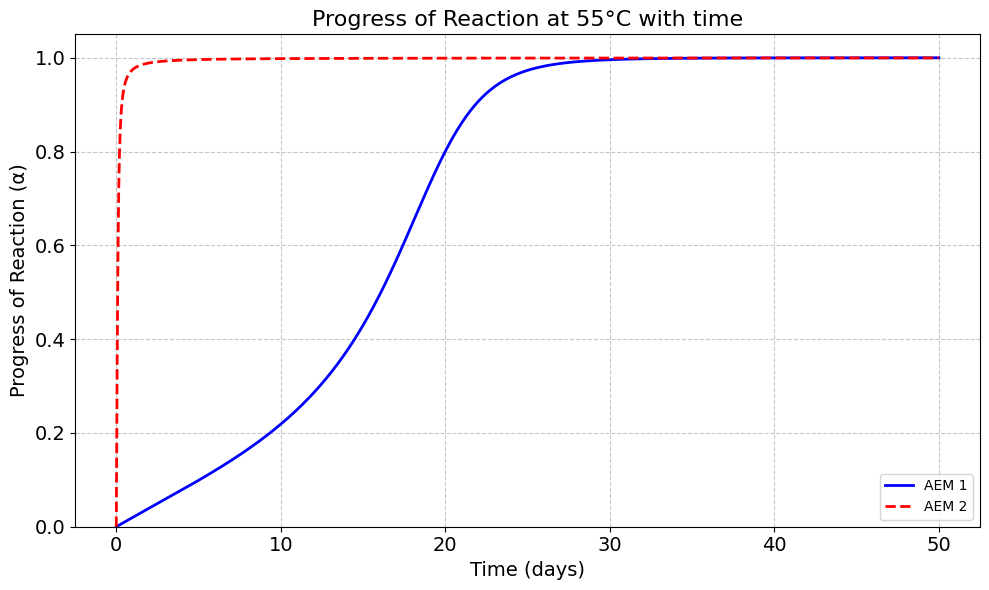 Progress of Reaction at 55°C with time
Progress of Reaction (α)
1.0
0.8
0.6
0.4
0.2
0.0
0 10 20 30 40 50
Time (days)
AEM 1
AEM 2